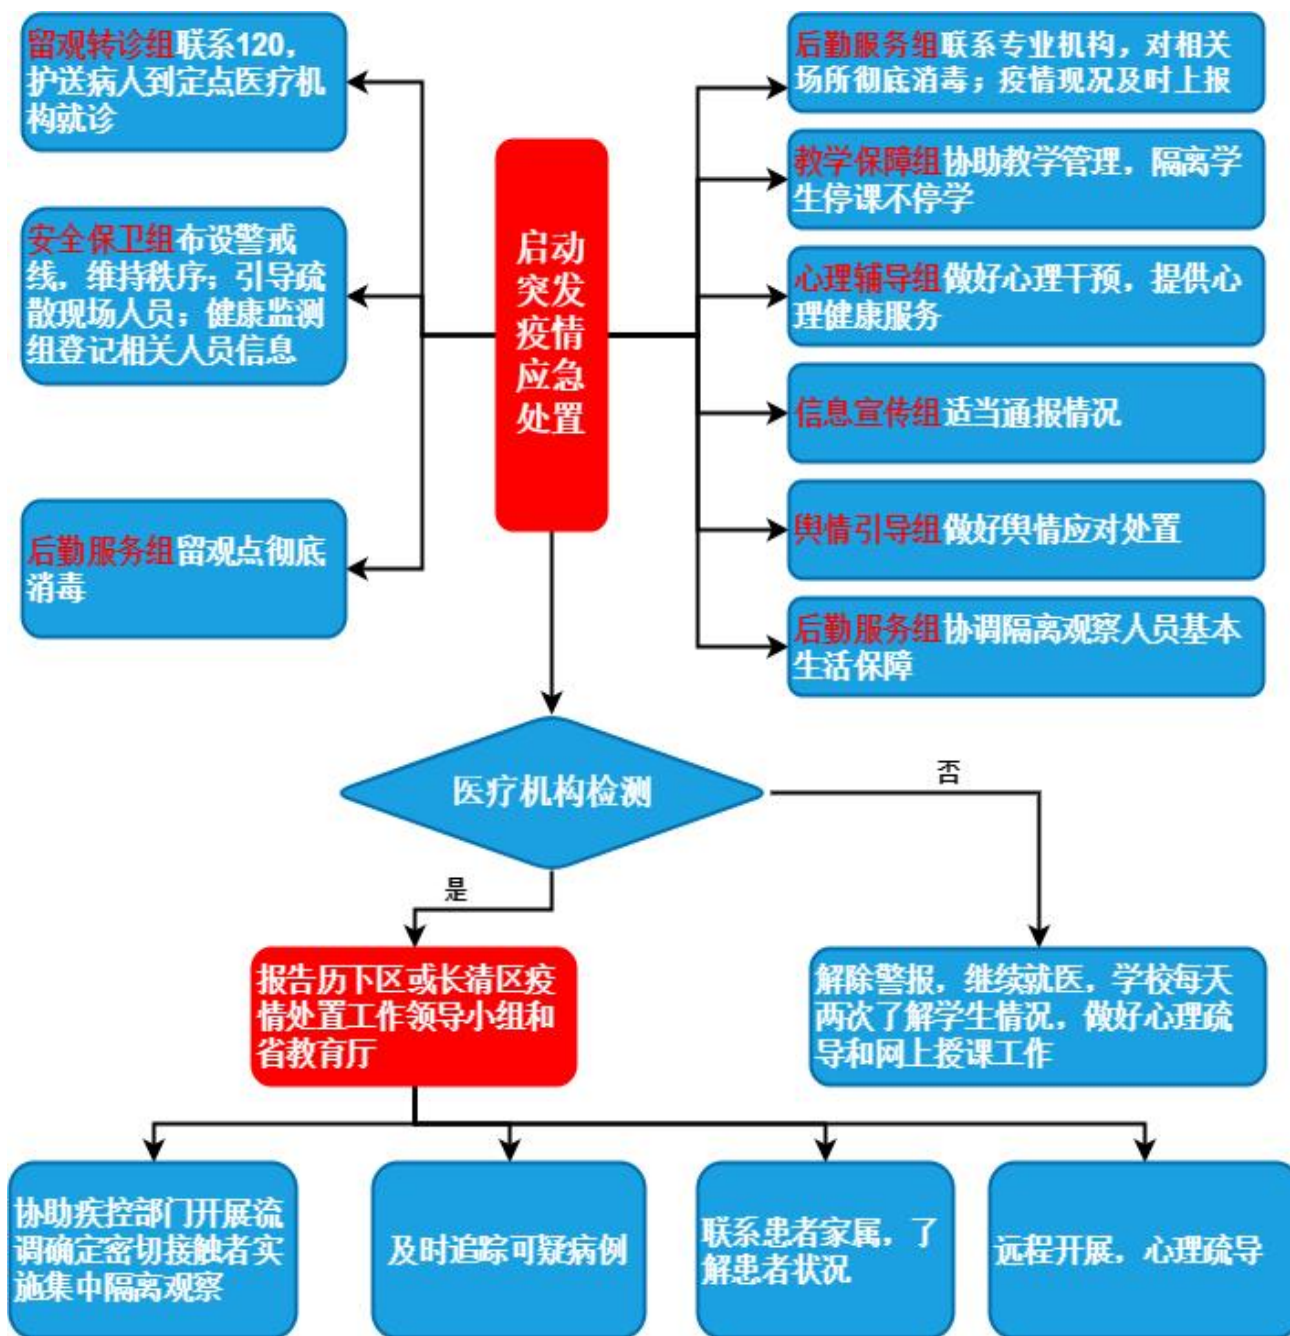 留观转诊组联系120，
护送病人到定点医疗机
构就诊
安全保卫组布设警戒
线，维持秩序；引导疏
散现场人员；健康监测
组登记相关人员信息
后勤服务组留观点彻底
消毒
启动
突发
疫情
应急
处置
后勤服务组联系专业机构，对相关
场所彻底消毒；疫情现况及时上报
教学保障组协助教学管理，隔离学
生停课不停学
心理辅导组做好心理干预，提供心
理健康服务
信息宣传组适当通报情况
舆情引导组做好舆情应对处置
后勤服务组协调隔离观察人员基本
生活保障
医疗机构检测
否
是
报告历下区或长清区疫
情处置工作领导小组和
省教育厅
解除警报，继续就医，学校每天
两次了解学生情况，做好心理疏
导和网上授课工作
协助疾控部门开展流
调确定密切接触者实
施集中隔离观察
及时追踪可疑病例
联系患者家属，了
解患者状况
远程开展，心理疏导